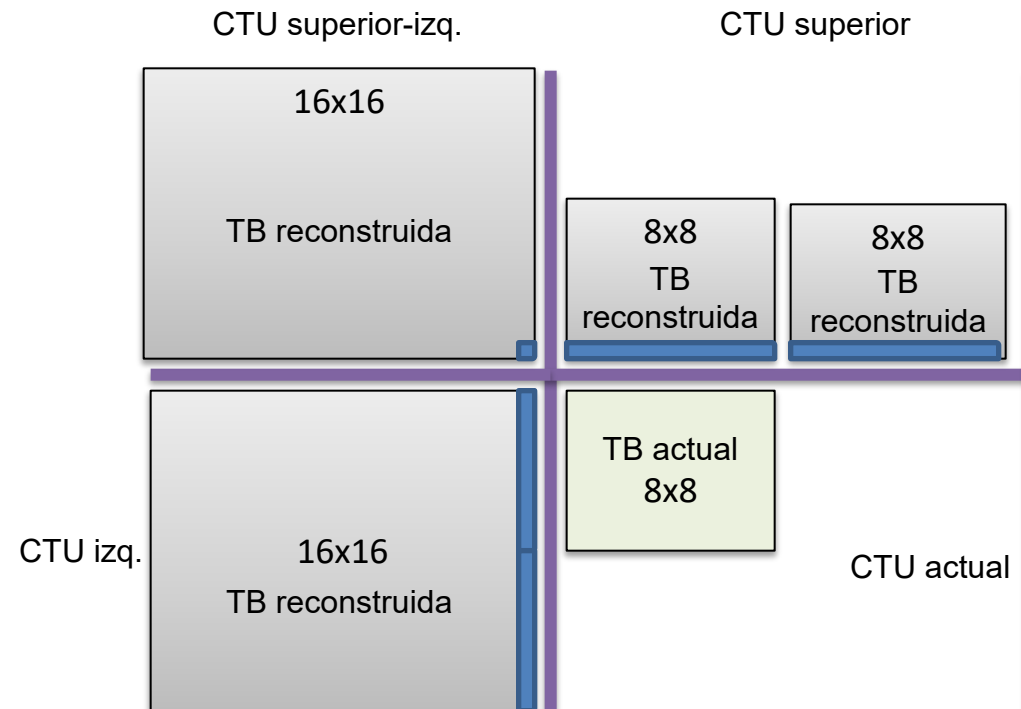 CTU superior-izq.
CTU superior
16x16
TB reconstruida
8x8
TB
reconstruida
8x8
TB
reconstruida
TB actual
8x8
CTU izq.
16x16
TB reconstruida
CTU actual